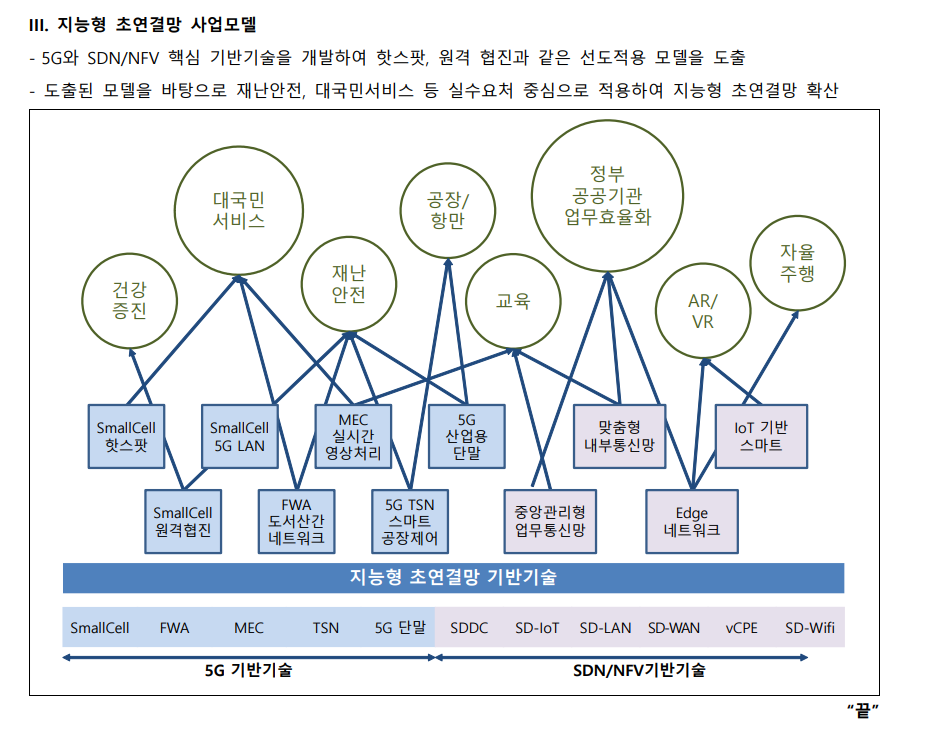 III. 지능형 초연결망 사업모델
- 5G와 SDN/NFV 핵심 기반기술을 개발하여 핫스팟, 원격 협진과 같은 선도적용 모델을 도출
- 도출된 모델을 바탕으로 재난안전, 대국민서비스 등 실수요처 중심으로 적용하여 지능형 초연결망 확산
건강
증진
대국민
서비스
재난
안전
공장/
항만
교육
정부
공공기관
업무효율화
AR/
VR
자율
주행
SmallCell
핫스팟
SmallCell
5G LAN
MEC
실시간
영상처리
5G
산업용
단말
맞춤형
내부통신망
IoT 기반
스마트
SmallCell
원격협진
FWA
도서산간
네트워크
5G TSN
스마트
공장제어
중앙관리형
업무통신망
Edge
네트워크
지능형 초연결망 기반기술
SmallCell FWA MEC TSN 5G 단말 SDDC SD-IoT SD-LAN SD-WAN vCPE SD-Wifi
5G 기반기술 SDN/NFV기반기술
“끝”